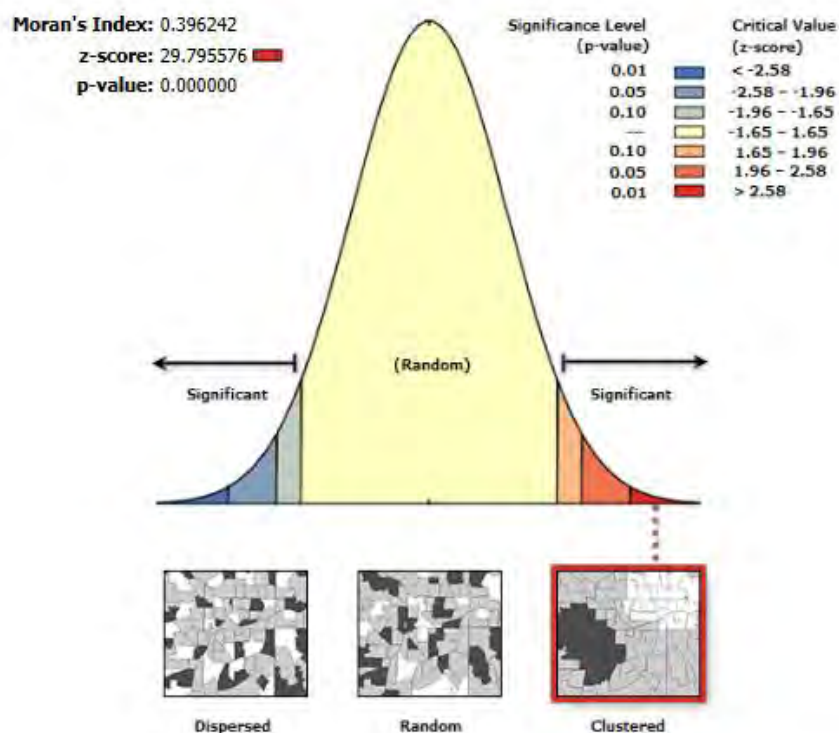 Moran's Index: 0.396242
z-score: 29.795576
p-value: 0.000000
Significance Level
(p-value)
Critical Value
(z-score)
0.01 < -2.58
0.05 -2.58 – -1.96
0.10 -1.96 – -1.65
— -1.65 – 1.65
0.10 1.65 – 1.96
0.05 1.96 – 2.58
0.01 > 2.58
(Random)
Significant
Significant
Dispersed
Random
Clustered